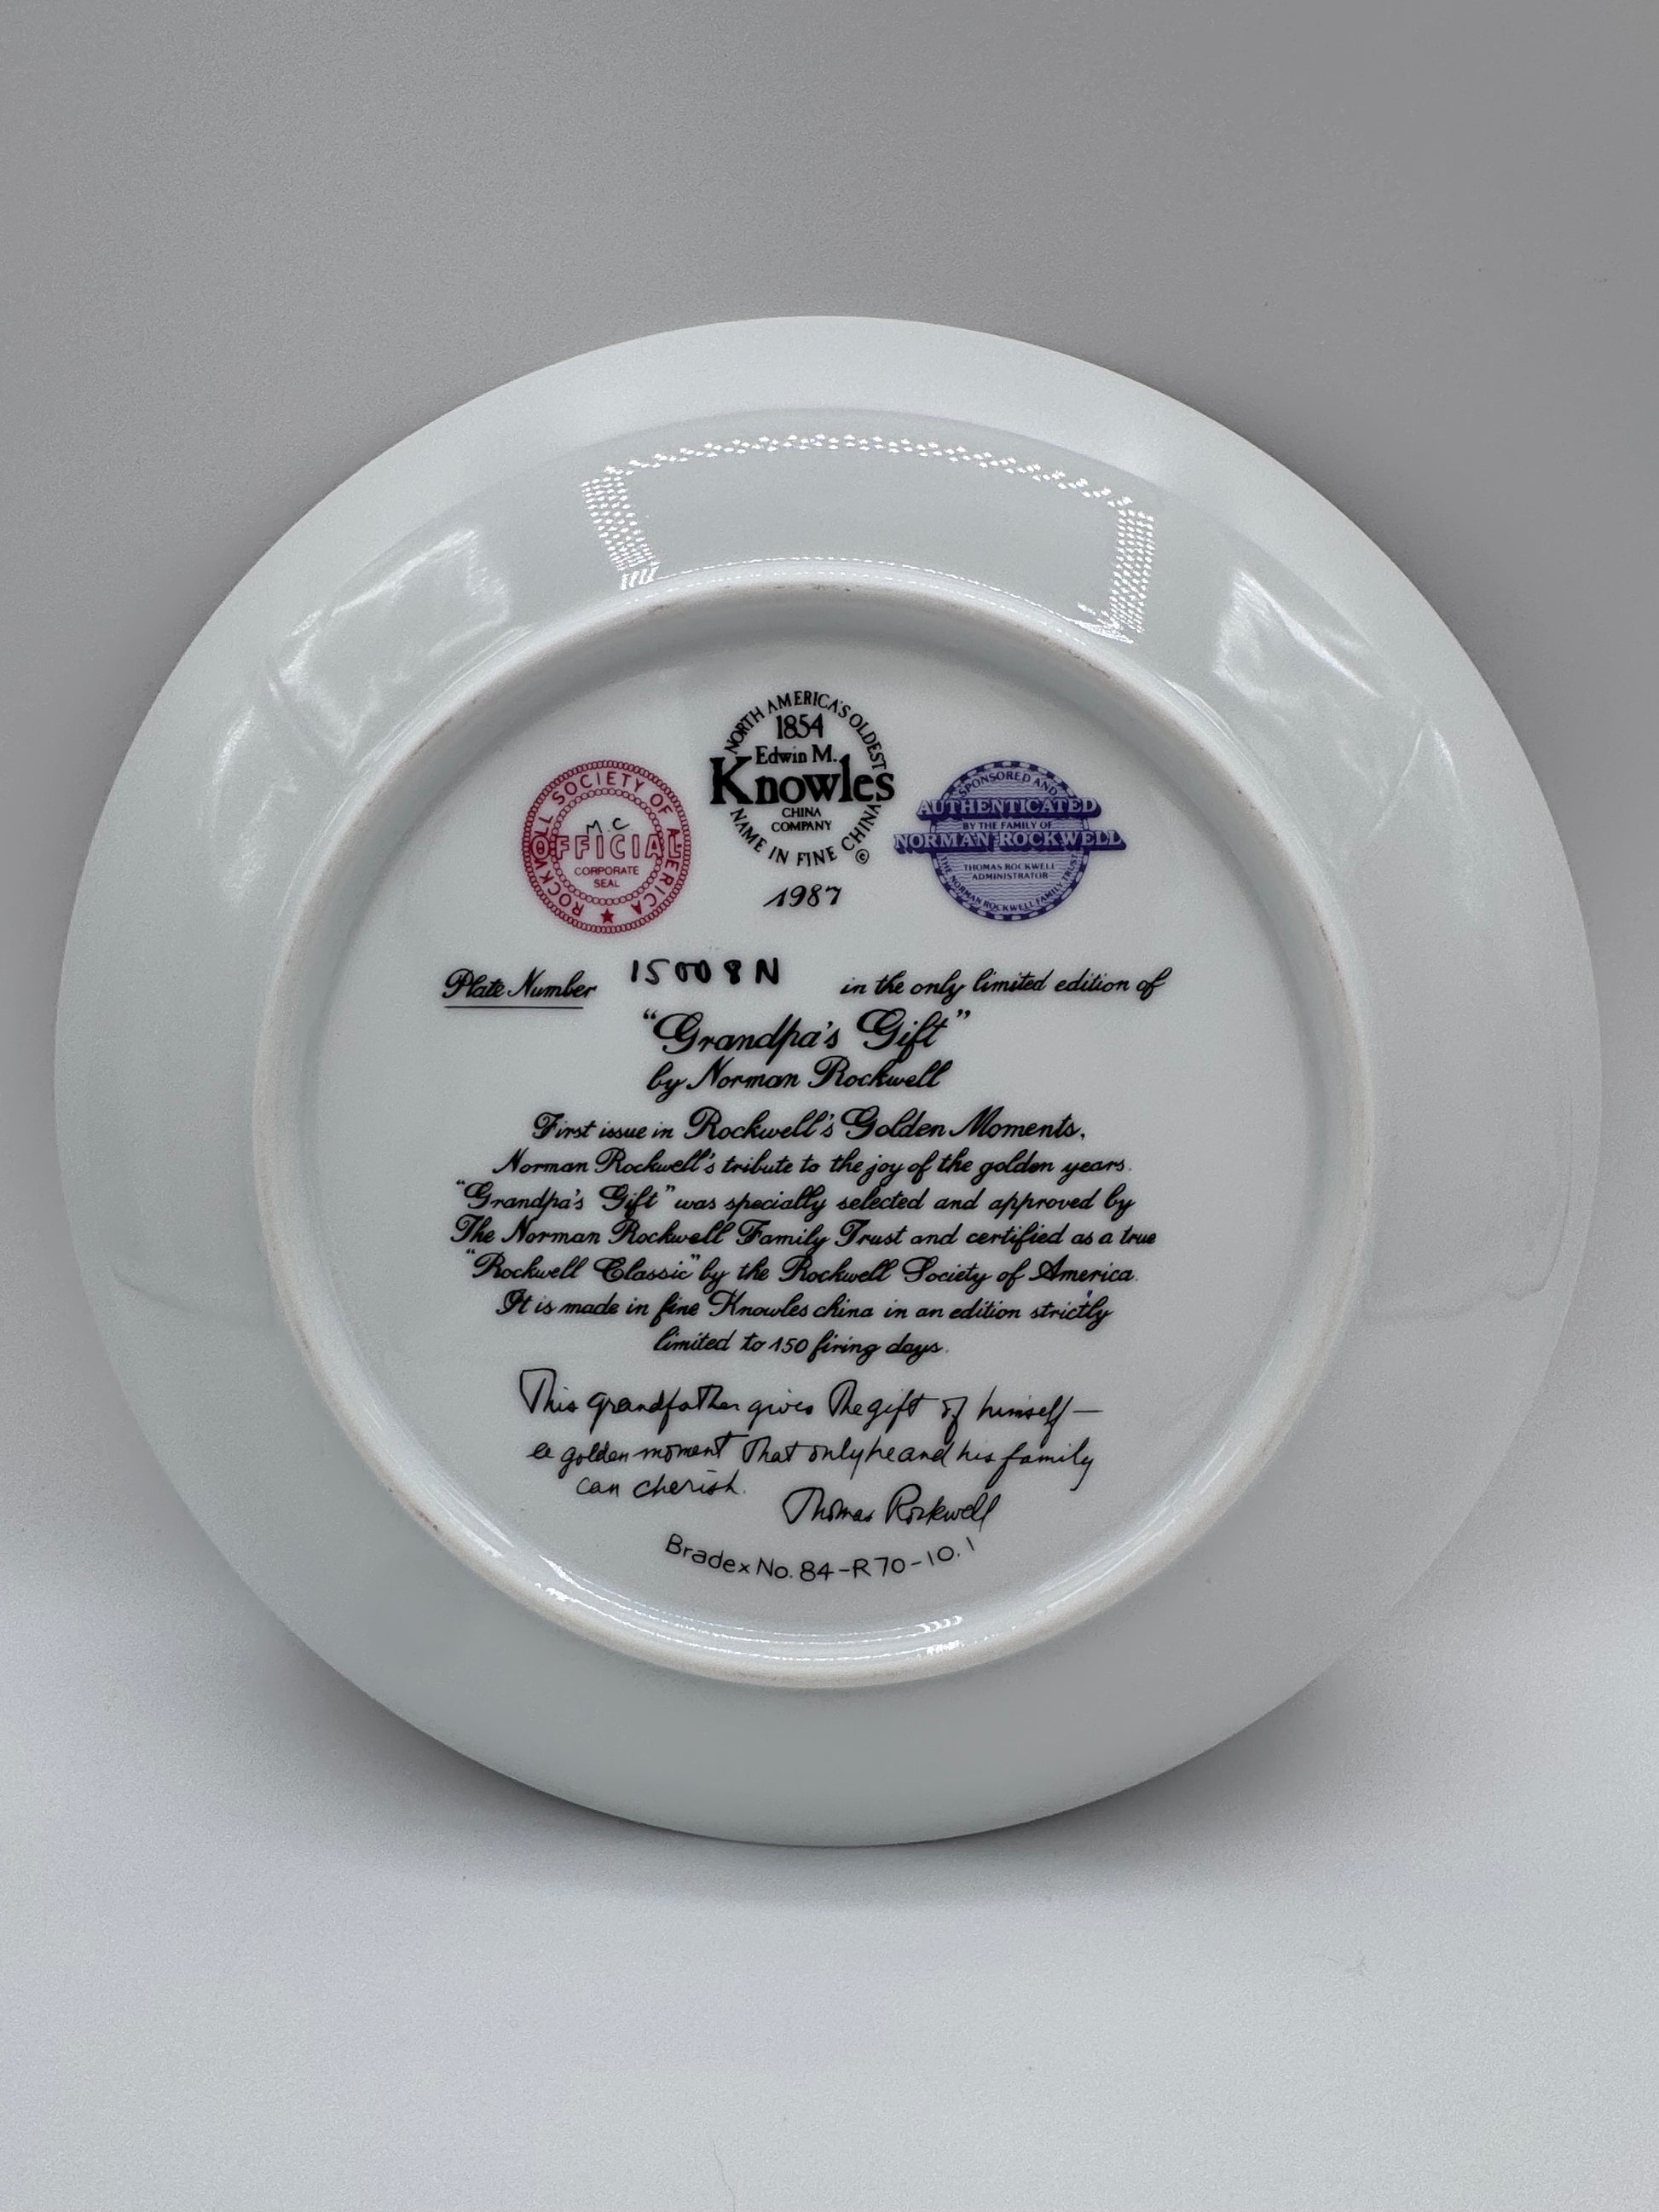 NORTH AMERICA'S OLDEST
1854
Edwin M.
Knowles
CHINA
COMPANY
NAME IN FINE CHINA
©
1987
ROCKWELL SOCIETY OF AMERICA
M C
OFFICIAL
CORPORATE
SEAL
SPONSORED AND
AUTHENTICATED
BY THE FAMILY OF
NORMAN ROCKWELL
THOMAS ROCKWELL
ADMINISTRATOR
THE NORMAN ROCKWELL FAMILY TRUST
Plate Number 15008N in the only limited edition of
"Grandpa's Gift"
by Norman Rockwell
First issue in Rockwell's Golden Moments,
Norman Rockwell's tribute to the joy of the golden years.
"Grandpa's Gift" was specially selected and approved by
The Norman Rockwell Family Trust and certified as a true
"Rockwell Classic" by the Rockwell Society of America.
It is made in fine Knowles china in an edition strictly
limited to 150 firing days.
This grandfather gives the gift of himself—
a golden moment that only he and his family
can cherish.
Thomas Rockwell
Bradex No. 84-R70-10.1